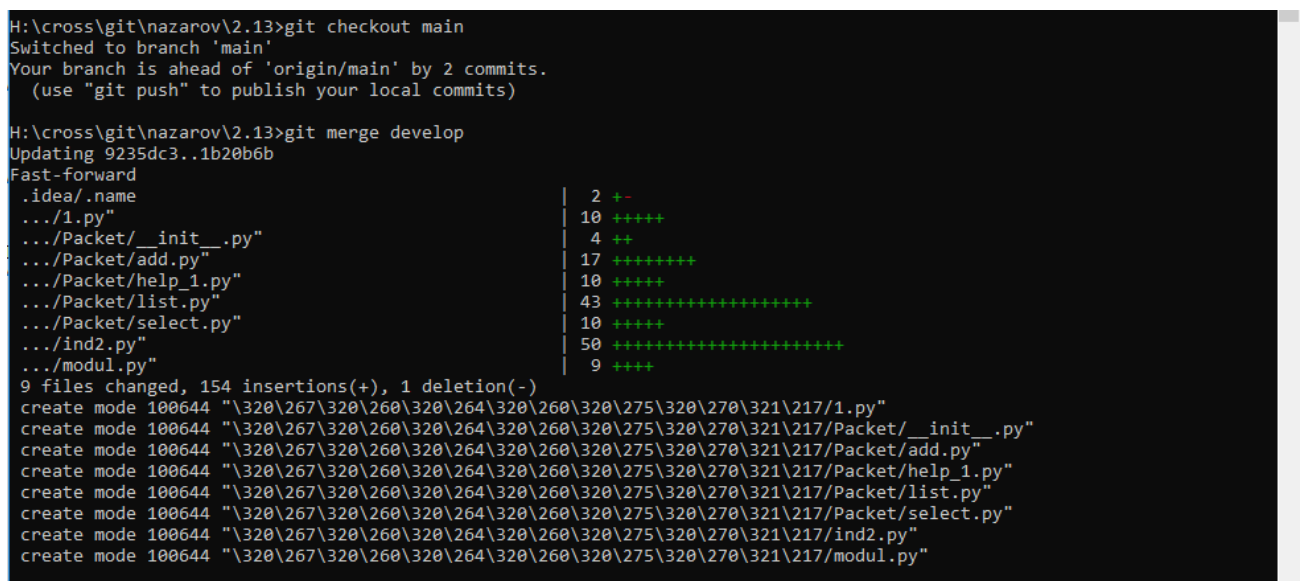 H:\cross\git\nazarov\2.13>git checkout main
Switched to branch 'main'
Your branch is ahead of 'origin/main' by 2 commits.
  (use "git push" to publish your local commits)
H:\cross\git\nazarov\2.13>git merge develop
Updating 9235dc3..1b20b6b
Fast-forward
 .idea/.name | 2 +-
 .../1.py" | 10 +++++
 .../Packet/__init__.py" | 4 ++
 .../Packet/add.py" | 17 ++++++++
 .../Packet/help_1.py" | 10 +++++
 .../Packet/list.py" | 43 +++++++++++++++++++
 .../Packet/select.py" | 10 +++++
 .../ind2.py" | 50 ++++++++++++++++++++++
 .../modul.py" | 9 ++++
 9 files changed, 154 insertions(+), 1 deletion(-)
 create mode 100644 "\320\267\320\260\320\264\320\260\320\275\320\270\321\217/1.py"
 create mode 100644 "\320\267\320\260\320\264\320\260\320\275\320\270\321\217/Packet/__init__.py"
 create mode 100644 "\320\267\320\260\320\264\320\260\320\275\320\270\321\217/Packet/add.py"
 create mode 100644 "\320\267\320\260\320\264\320\260\320\275\320\270\321\217/Packet/help_1.py"
 create mode 100644 "\320\267\320\260\320\264\320\260\320\275\320\270\321\217/Packet/list.py"
 create mode 100644 "\320\267\320\260\320\264\320\260\320\275\320\270\321\217/Packet/select.py"
 create mode 100644 "\320\267\320\260\320\264\320\260\320\275\320\270\321\217/ind2.py"
 create mode 100644 "\320\267\320\260\320\264\320\260\320\275\320\270\321\217/modul.py"